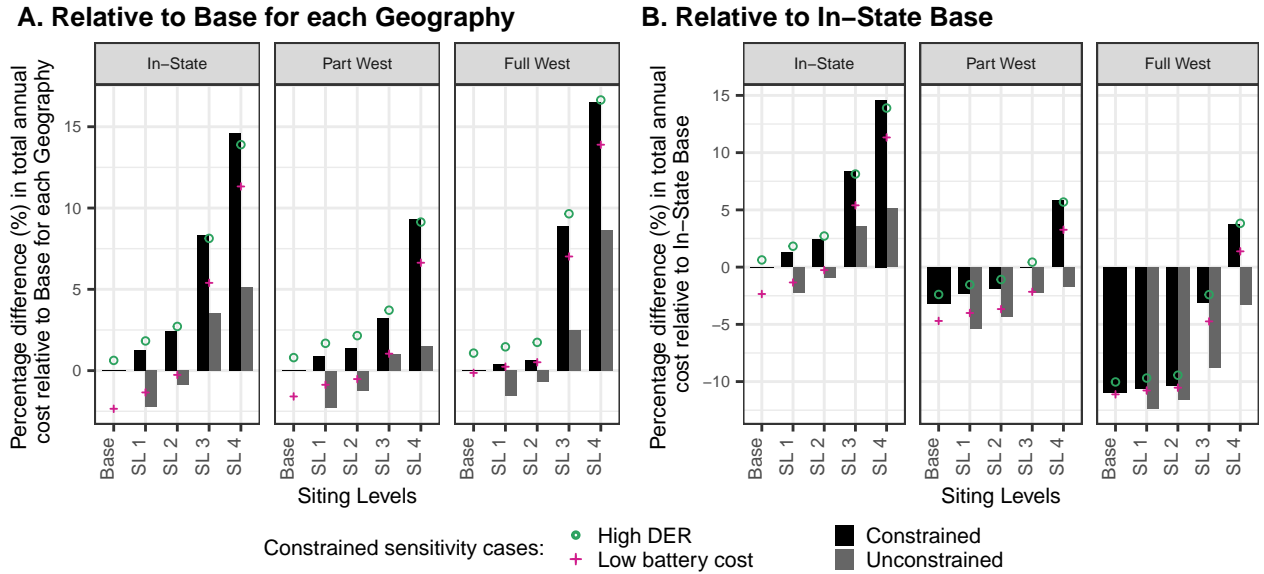 A. Relative to Base for each Geography
Percentage difference (%) in total annual
cost relative to Base for each Geography
In−State
Part West
Full West
15
10
5
0
Base
SL 1
SL 2
SL 3
SL 4
Base
SL 1
SL 2
SL 3
SL 4
Base
SL 1
SL 2
SL 3
SL 4
Siting Levels
B. Relative to In−State Base
Percentage difference (%) in total annual
cost relative to In−State Base
In−State
Part West
Full West
15
10
5
0
−5
−10
Base
SL 1
SL 2
SL 3
SL 4
Base
SL 1
SL 2
SL 3
SL 4
Base
SL 1
SL 2
SL 3
SL 4
Siting Levels
Constrained sensitivity cases:
High DER
Low battery cost
Constrained
Unconstrained